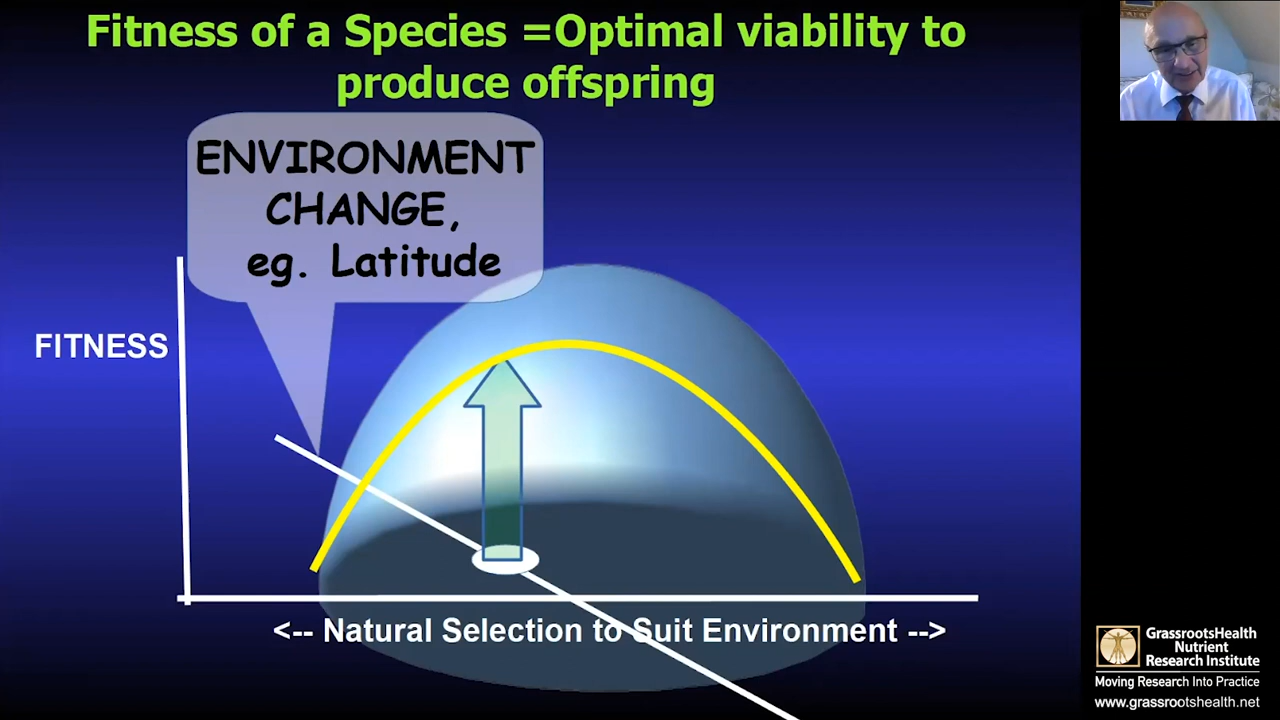 Fitness of a Species =Optimal viability to
produce offspring
ENVIRONMENT
CHANGE,
eg. Latitude
FITNESS
<-- Natural Selection to Suit Environment -->
GrassrootsHealth
Nutrient
Research Institute
Moving Research Into Practice
www.grassrootshealth.net